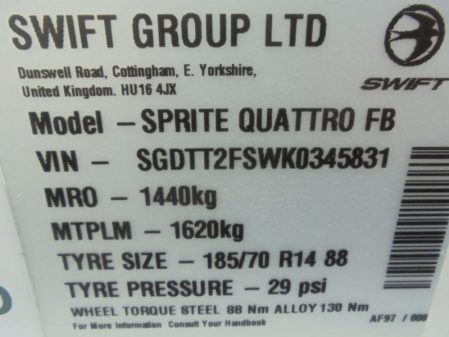 SWIFT GROUP LTD
SWIFT
Dunswell Road, Cottingham, E. Yorkshire,
United Kingdom. HU16 4JX
Model – SPRITE QUATTRO FB
VIN – SGDTT2FSWK0345831
MRO – 1440kg
MTPLM – 1620kg
TYRE SIZE – 185/70 R14 88
TYRE PRESSURE – 29 psi
WHEEL TORQUE STEEL 88 Nm ALLOY 130 Nm
For More Information Consult Your Handbook
AF97 /